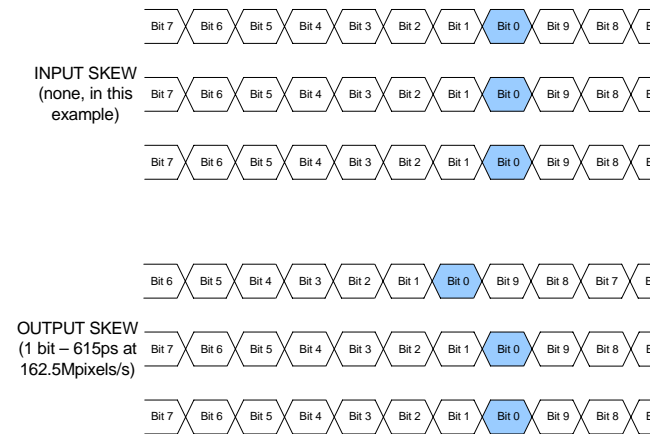 Bit 7 Bit 6 Bit 5 Bit 4 Bit 3 Bit 2 Bit 1 Bit 0 Bit 9 Bit 8
INPUT SKEW
(none, in this
example)
Bit 7 Bit 6 Bit 5 Bit 4 Bit 3 Bit 2 Bit 1 Bit 0 Bit 9 Bit 8
Bit 7 Bit 6 Bit 5 Bit 4 Bit 3 Bit 2 Bit 1 Bit 0 Bit 9 Bit 8
Bit 6 Bit 5 Bit 4 Bit 3 Bit 2 Bit 1 Bit 0 Bit 9 Bit 8 Bit 7
OUTPUT SKEW
(1 bit – 615ps at
162.5Mpixels/s)
Bit 7 Bit 6 Bit 5 Bit 4 Bit 3 Bit 2 Bit 1 Bit 0 Bit 9 Bit 8
Bit 7 Bit 6 Bit 5 Bit 4 Bit 3 Bit 2 Bit 1 Bit 0 Bit 9 Bit 8